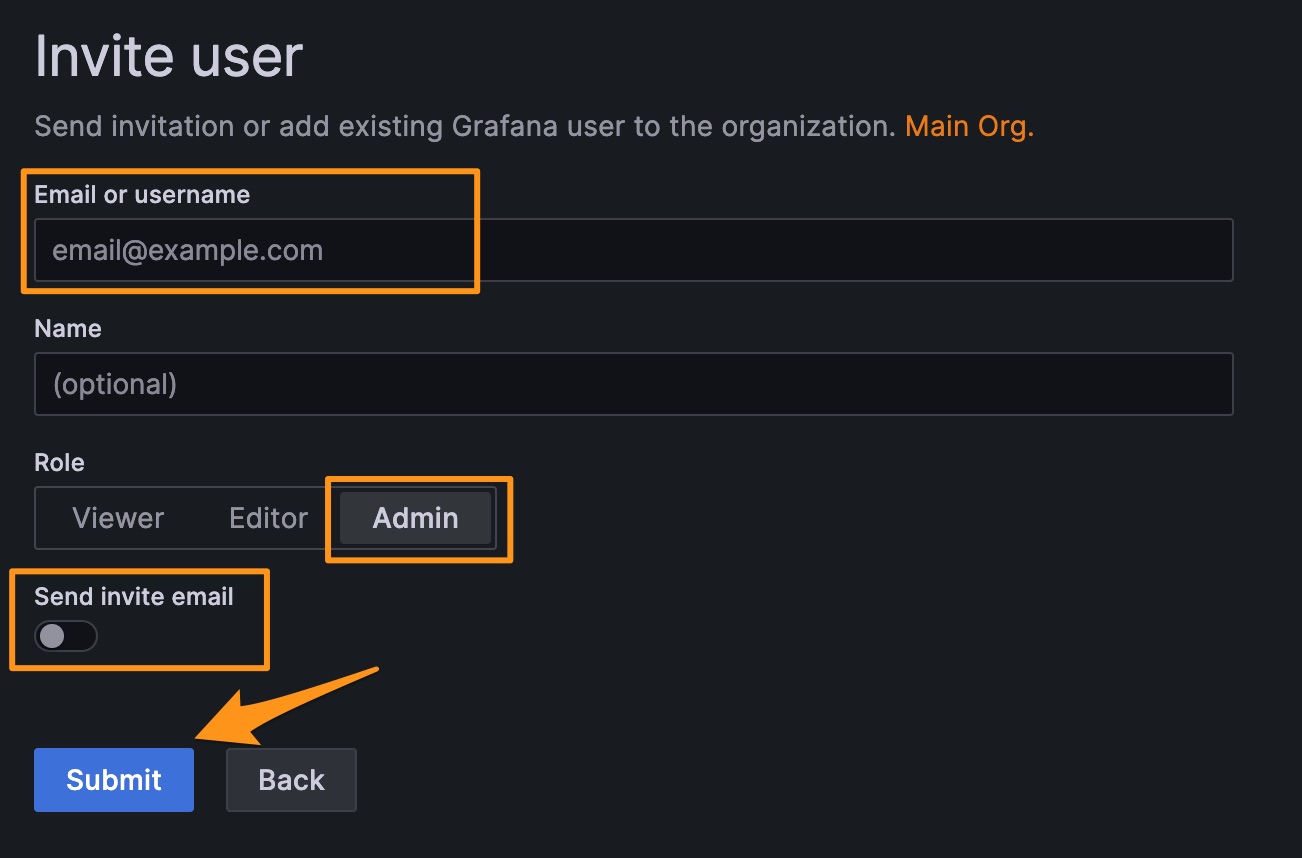 Invite user
Send invitation or add existing Grafana user to the organization. Main Org.
Email or username
email@example.com
Name
(optional)
Role
Viewer Editor Admin
Send invite email
Submit Back